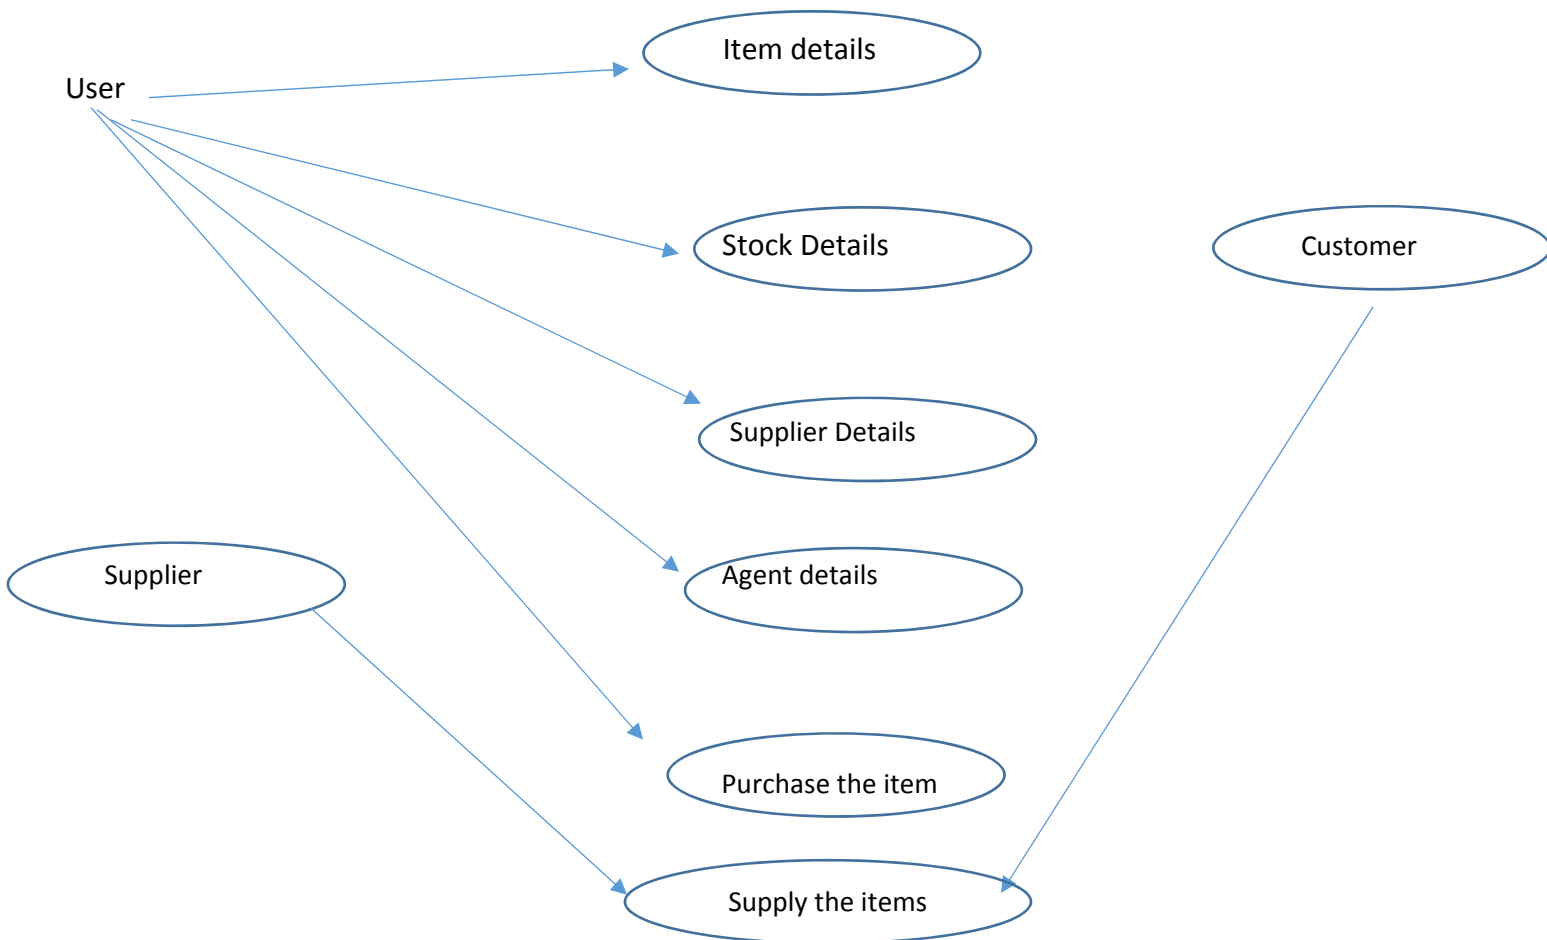 Item details
User
Stock Details
Customer
Supplier Details
Supplier
Agent details
Purchase the item
Supply the items